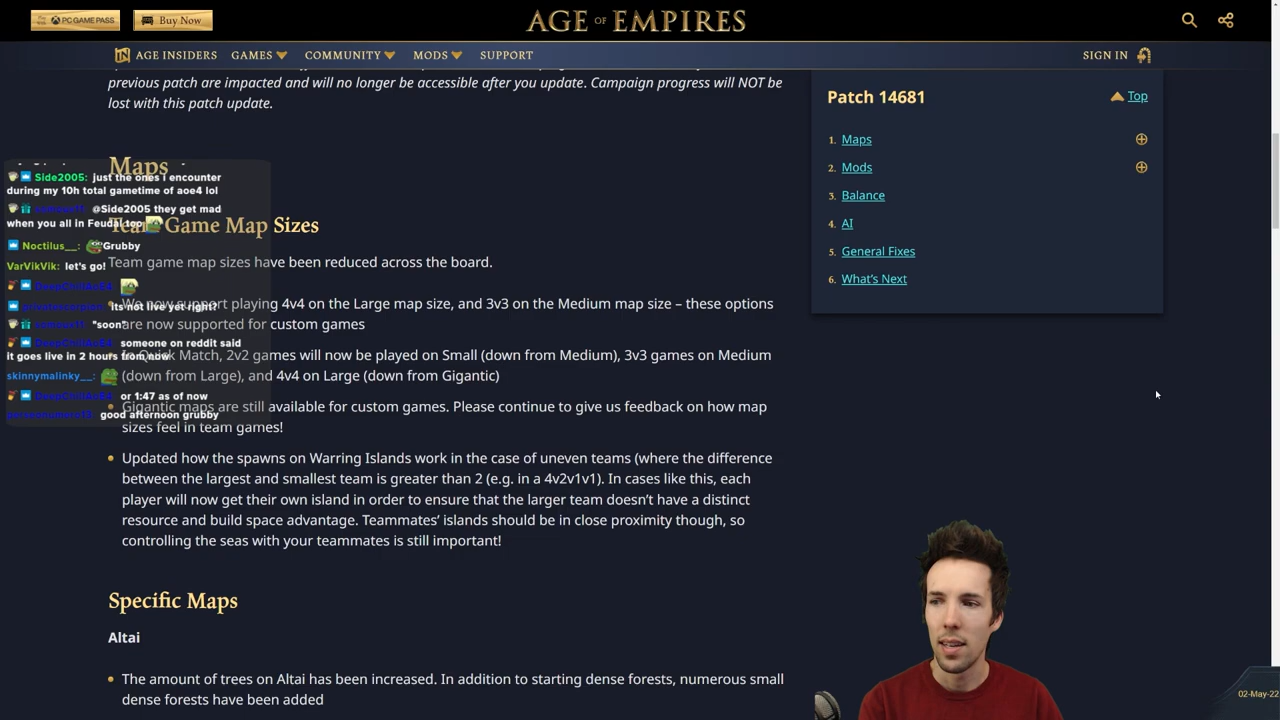 PC GAME PASS
Buy Now
AGE OF EMPIRES
AGE INSIDERS
GAMES
COMMUNITY
MODS
SUPPORT
SIGN IN
previous patch are impacted and will no longer be accessible after you update. Campaign progress will NOT be
lost with this patch update.
Maps
Team Game Map Sizes
Team game map sizes have been reduced across the board.
We now support playing 4v4 on the Large map size, and 3v3 on the Medium map size – these options
are now supported for custom games
In Quick Match, 2v2 games will now be played on Small (down from Medium), 3v3 games on Medium
(down from Large), and 4v4 on Large (down from Gigantic)
Gigantic maps are still available for custom games. Please continue to give us feedback on how map
sizes feel in team games!
Updated how the spawns on Warring Islands work in the case of uneven teams (where the difference
between the largest and smallest team is greater than 2 (e.g. in a 4v2v1v1). In cases like this, each
player will now get their own island in order to ensure that the larger team doesn't have a distinct
resource and build space advantage. Teammates' islands should be in close proximity though, so
controlling the seas with your teammates is still important!
Specific Maps
Altai
The amount of trees on Altai has been increased. In addition to starting dense forests, numerous small
dense forests have been added
Side2005: just the ones i encounter
during my 10h total gametime of aoe4 lol
@Side2005 they get mad
when you all in Feudal too
Noctilus__: Grubby
VarVikVik: let's go!
DeepChillAcE4
its not live yet right?
"soon"
DeepChillAcE4: someone on reddit said
it goes live in 2 hours from now
skinnymalinky__:
DeepChillAcE4: or 1:47 as of now
good afternoon grubby
Patch 14681
Top
1. Maps
2. Mods
3. Balance
4. AI
5. General Fixes
6. What's Next
02-May-22